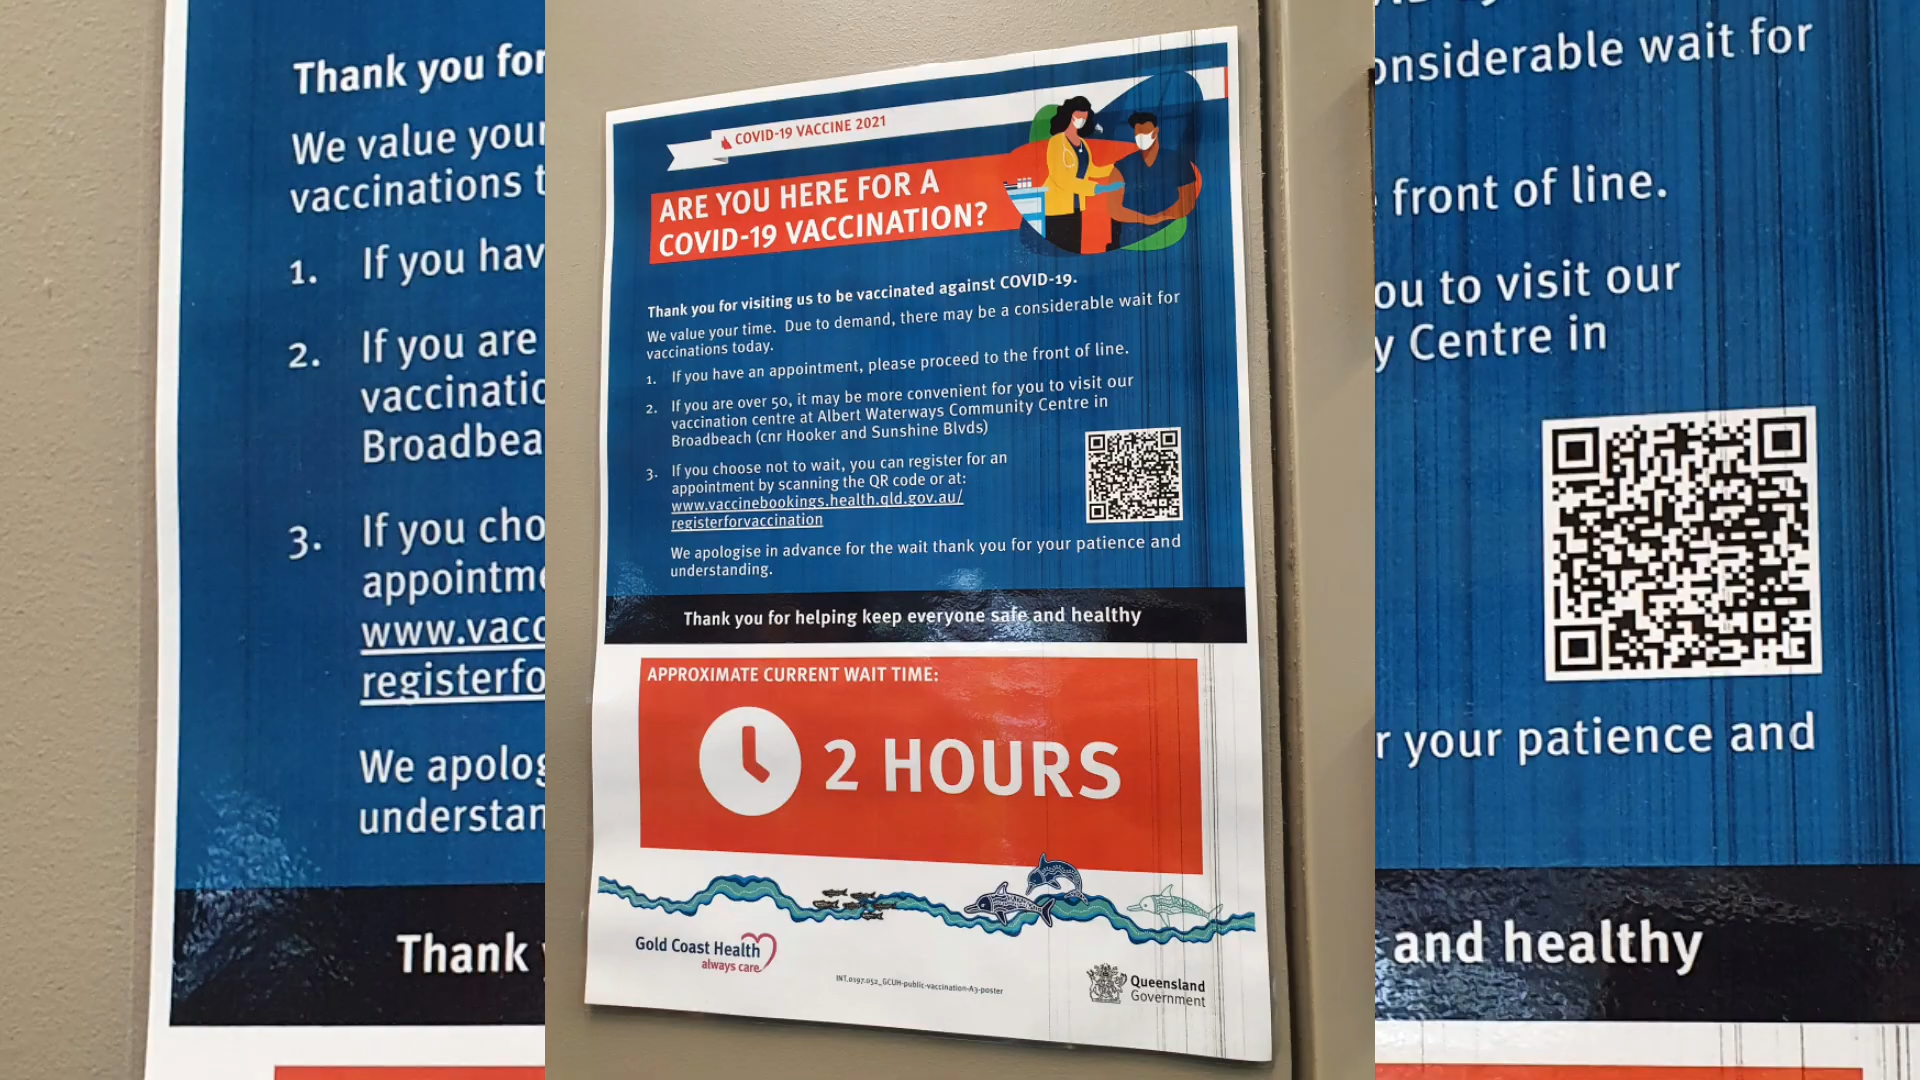 COVID-19 VACCINE 2021
ARE YOU HERE FOR A
COVID-19 VACCINATION?
Thank you for visiting us to be vaccinated against COVID-19.
We value your time. Due to demand, there may be a considerable wait for
vaccinations today.
1. If you have an appointment, please proceed to the front of line.
2. If you are over 50, it may be more convenient for you to visit our
vaccination centre at Albert Waterways Community Centre in
Broadbeach (cnr Hooker and Sunshine Blvds)
3. If you choose not to wait, you can register for an
appointment by scanning the QR code or at:
www.vaccinebookings.health.qld.gov.au/
registerforvaccination
We apologise in advance for the wait thank you for your patience and
understanding.
Thank you for helping keep everyone safe and healthy
APPROXIMATE CURRENT WAIT TIME:
2 HOURS
Gold Coast Health
always care
INT.0197.052_GCUH-public-vaccination-A3-poster
Queensland
Government
Thank you for
We value your
vaccinations t
1. If you hav
2. If you are
vaccinatic
Broadbea
3. If you cho
appointme
www.vacc
registerfo
We apolog
understan
Thank
onsiderable wait for
front of line.
ou to visit our
y Centre in
r your patience and
and healthy